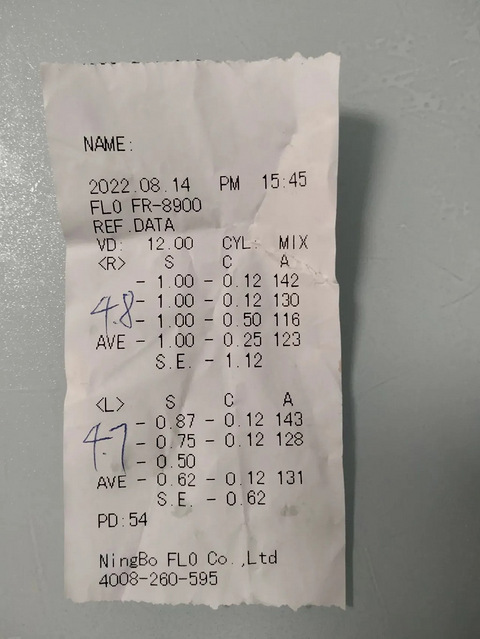 NAME:
2022.08.14 PM 15:45
FLO FR-8900
REF.DATA
VD: 12.00 CYL: MIX
<R> S C A
- 1.00 - 0.12 142
- 1.00 - 0.12 130
4.8
- 1.00 - 0.50 116
AVE - 1.00 - 0.25 123
S.E. - 1.12
<L> S C A
- 0.87 - 0.12 143
- 0.75 - 0.12 128
4.7
- 0.50
AVE - 0.62 - 0.12 131
S.E. - 0.62
PD:54
NingBo FLO Co.,Ltd
4008-260-595